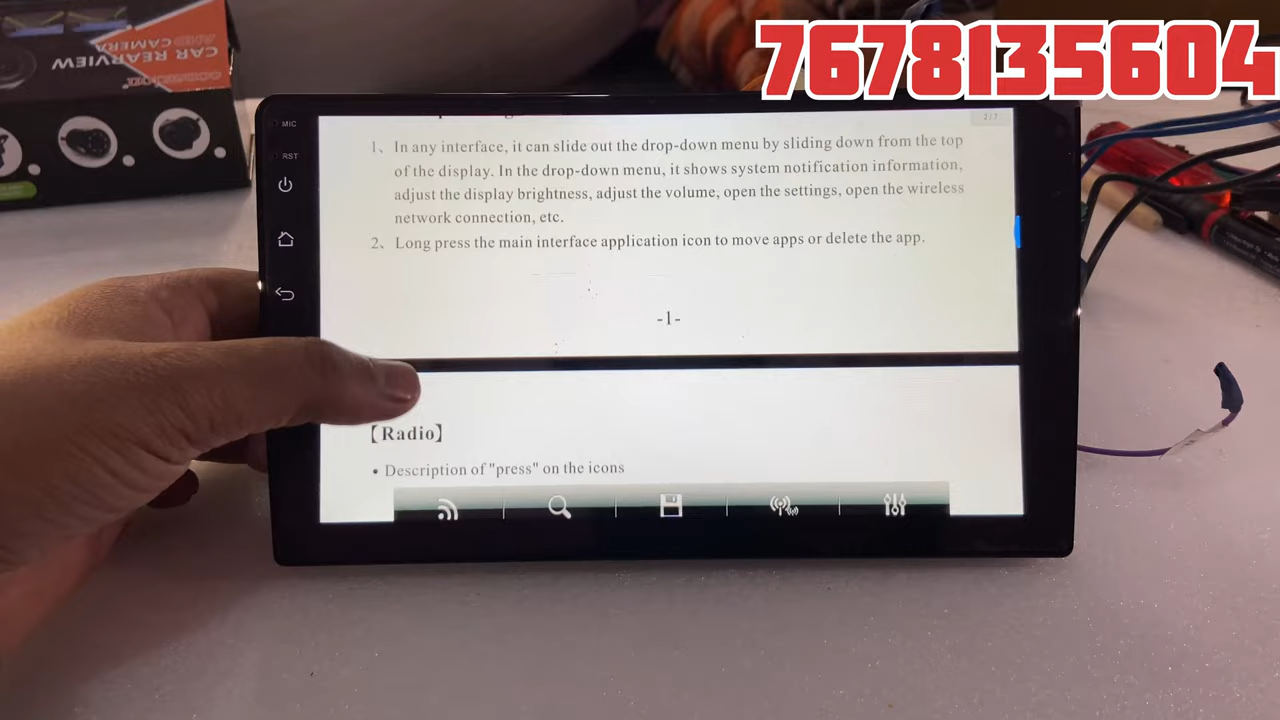 7678135604
CAR REARVIEW
CAMERA
MIC
RST
2/7
1、In any interface, it can slide out the drop-down menu by sliding down from the top
of the display. In the drop-down menu, it shows system notification information,
adjust the display brightness, adjust the volume, open the settings, open the wireless
network connection, etc.
2、Long press the main interface application icon to move apps or delete the app.
-1-
【Radio】
• Description of "press" on the icons